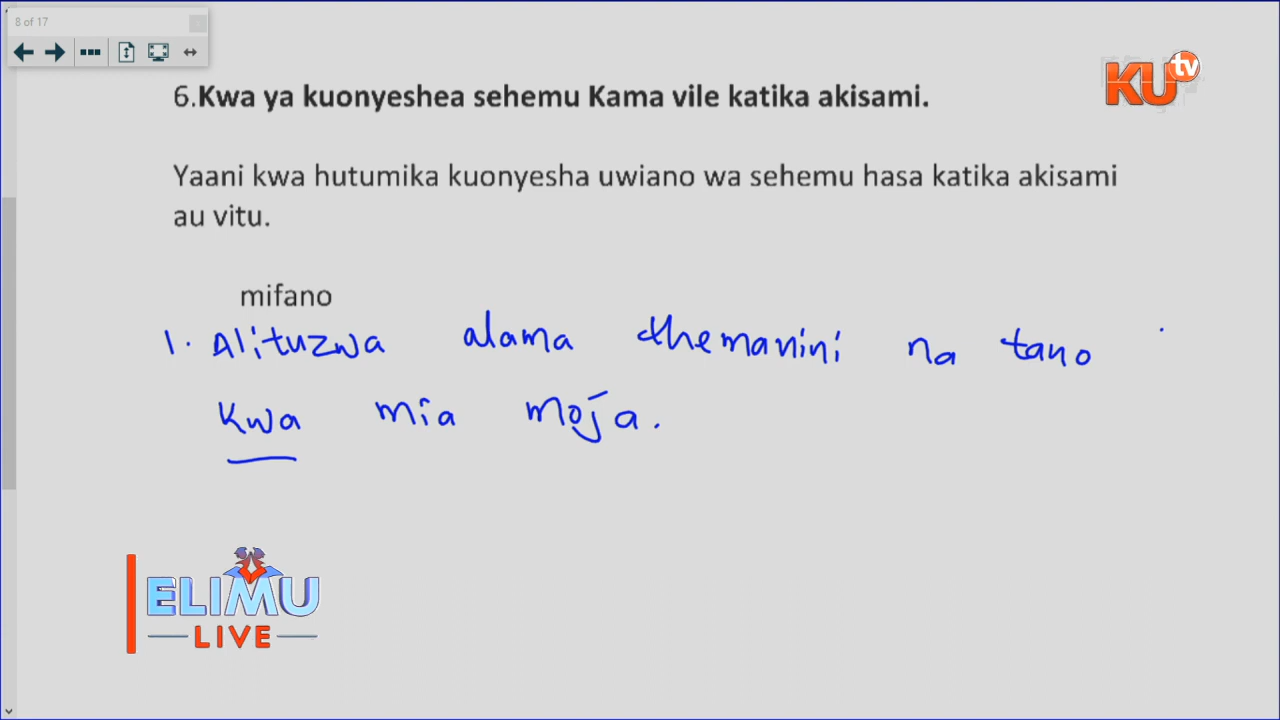 8 of 17
KU tv
6.Kwa ya kuonyeshea sehemu Kama vile katika akisami.
Yaani kwa hutumika kuonyesha uwiano wa sehemu hasa katika akisami
au vitu.
mifano
1. Alituzwa alama themanini na tano
kwa mia moja.
ELIMU
LIVE